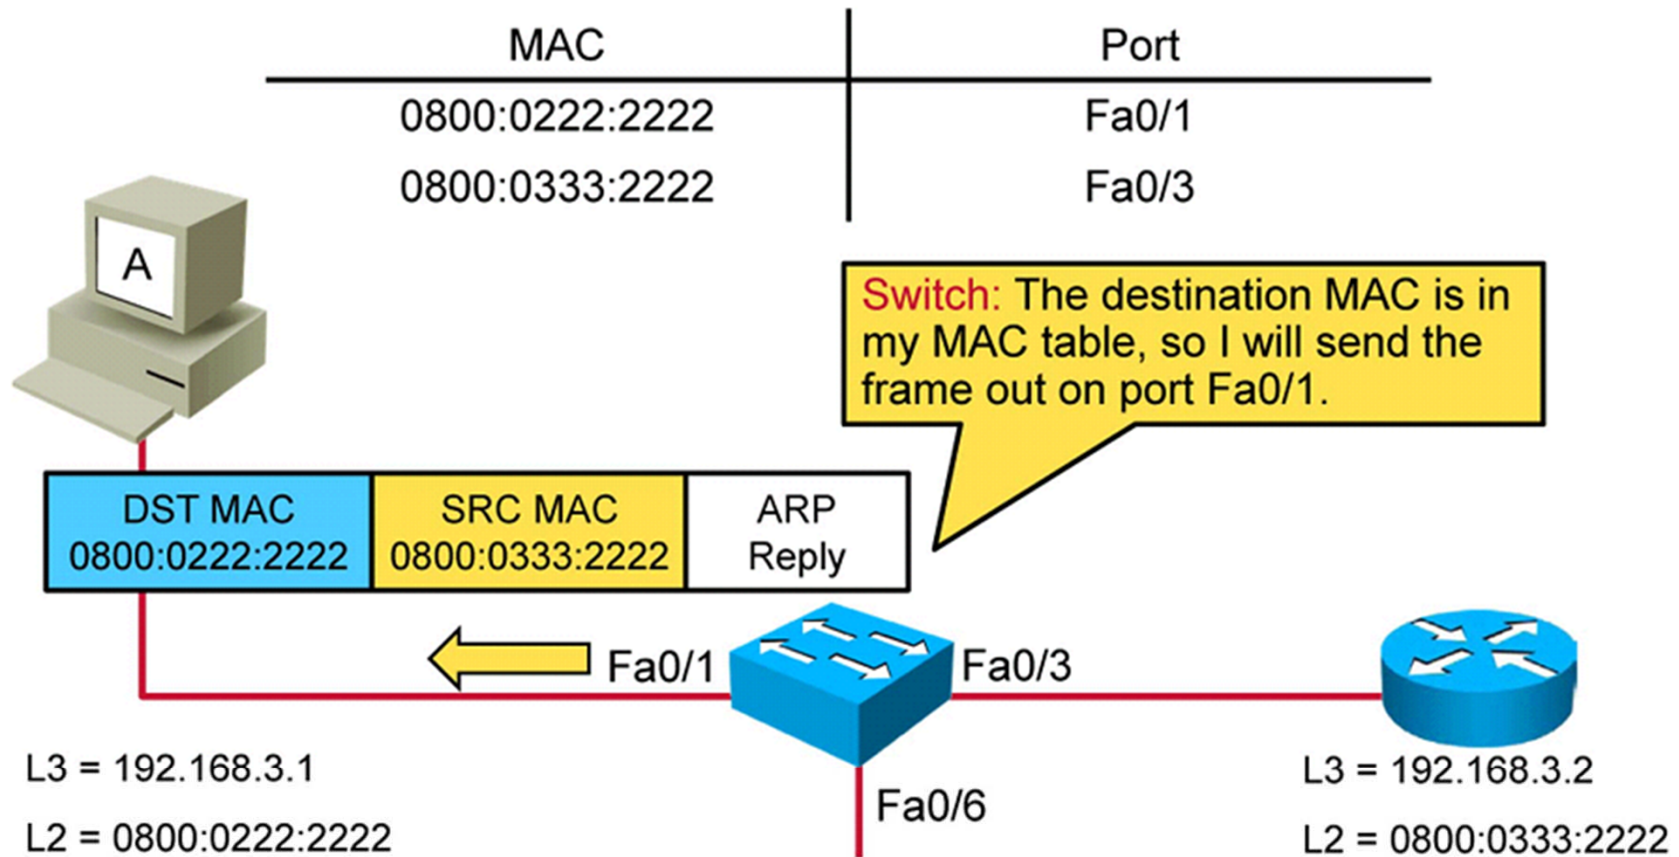 MAC Port
0800:0222:2222 Fa0/1
0800:0333:2222 Fa0/3
A
Switch: The destination MAC is in
my MAC table, so I will send the
frame out on port Fa0/1.
DST MAC
0800:0222:2222
SRC MAC
0800:0333:2222
ARP
Reply
Fa0/1
Fa0/3
L3 = 192.168.3.1
L2 = 0800:0222:2222
Fa0/6
L3 = 192.168.3.2
L2 = 0800:0333:2222